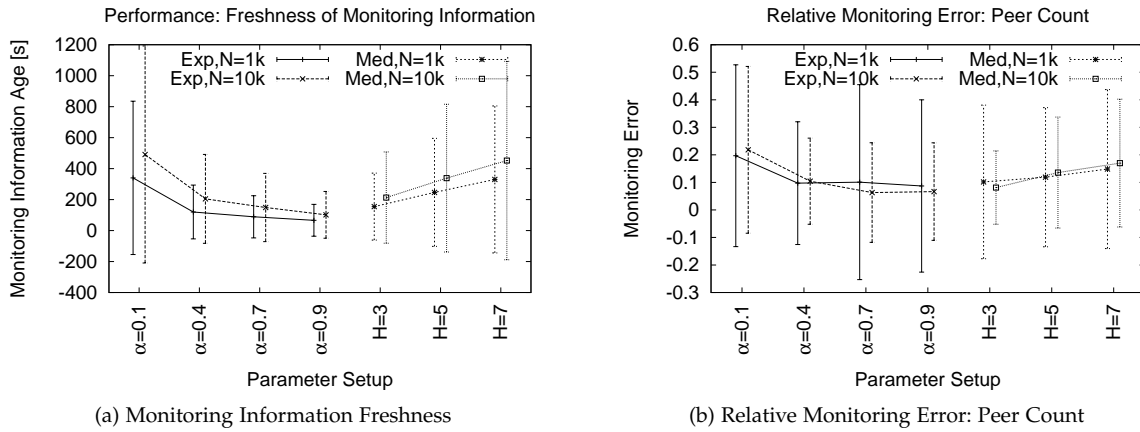 Performance: Freshness of Monitoring Information
Monitoring Information Age [s]
1200
1000
800
600
400
200
0
-200
-400
Exp,N=1k
Exp,N=10k
Med,N=1k
Med,N=10k
α=0.1
α=0.4
α=0.7
α=0.9
H=3
H=5
H=7
Parameter Setup
(a) Monitoring Information Freshness
Relative Monitoring Error: Peer Count
Monitoring Error
0.6
0.5
0.4
0.3
0.2
0.1
0
-0.1
-0.2
-0.3
Exp,N=1k
Exp,N=10k
Med,N=1k
Med,N=10k
α=0.1
α=0.4
α=0.7
α=0.9
H=3
H=5
H=7
Parameter Setup
(b) Relative Monitoring Error: Peer Count